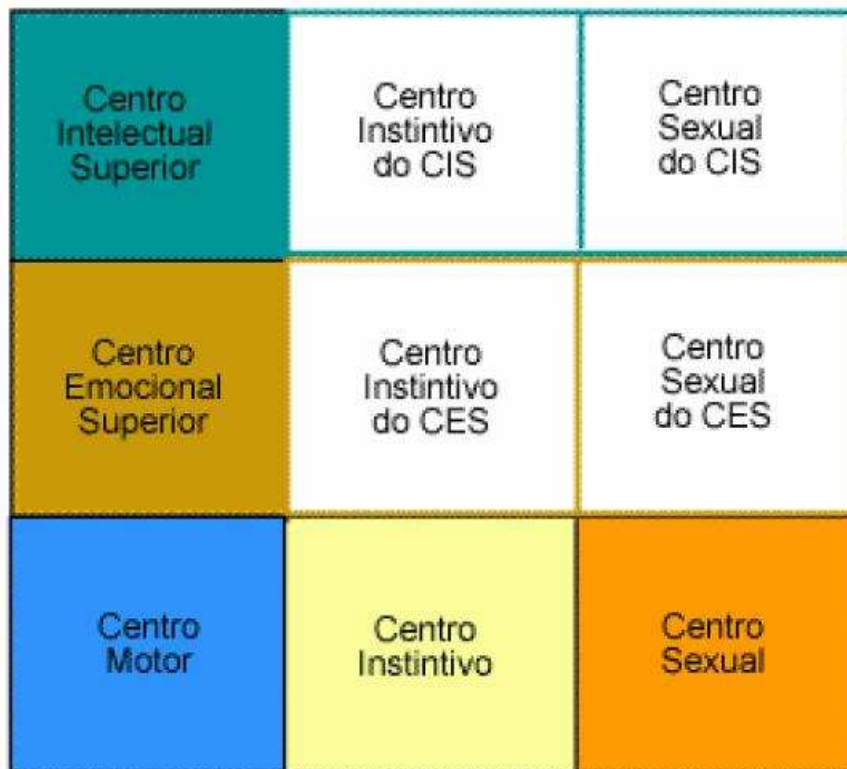 Centro
Intelectual
Superior
Centro
Instintivo
do CIS
Centro
Sexual
do CIS
Centro
Emocional
Superior
Centro
Instintivo
do CES
Centro
Sexual
do CES
Centro
Motor
Centro
Instintivo
Centro
Sexual